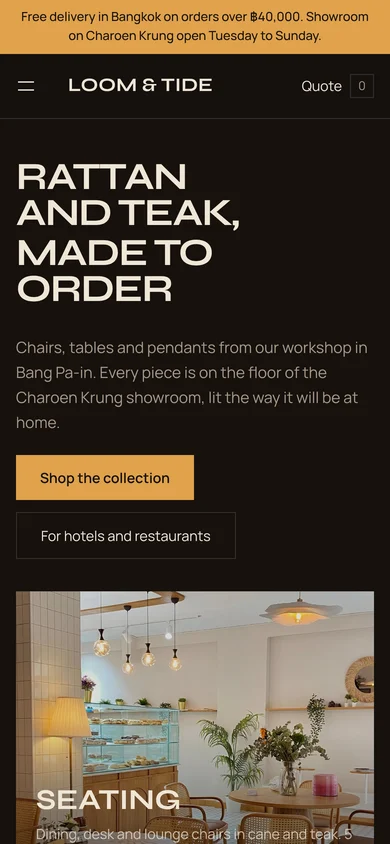 Free delivery in Bangkok on orders over ฿40,000. Showroom
on Charoen Krung open Tuesday to Sunday.
LOOM & TIDE
Quote 0
RATTAN
AND TEAK,
MADE TO
ORDER
Chairs, tables and pendants from our workshop in
Bang Pa-in. Every piece is on the floor of the
Charoen Krung showroom, lit the way it will be at
home.
Shop the collection
For hotels and restaurants
SEATING
Dining, desk and lounge chairs in cane and teak. 5